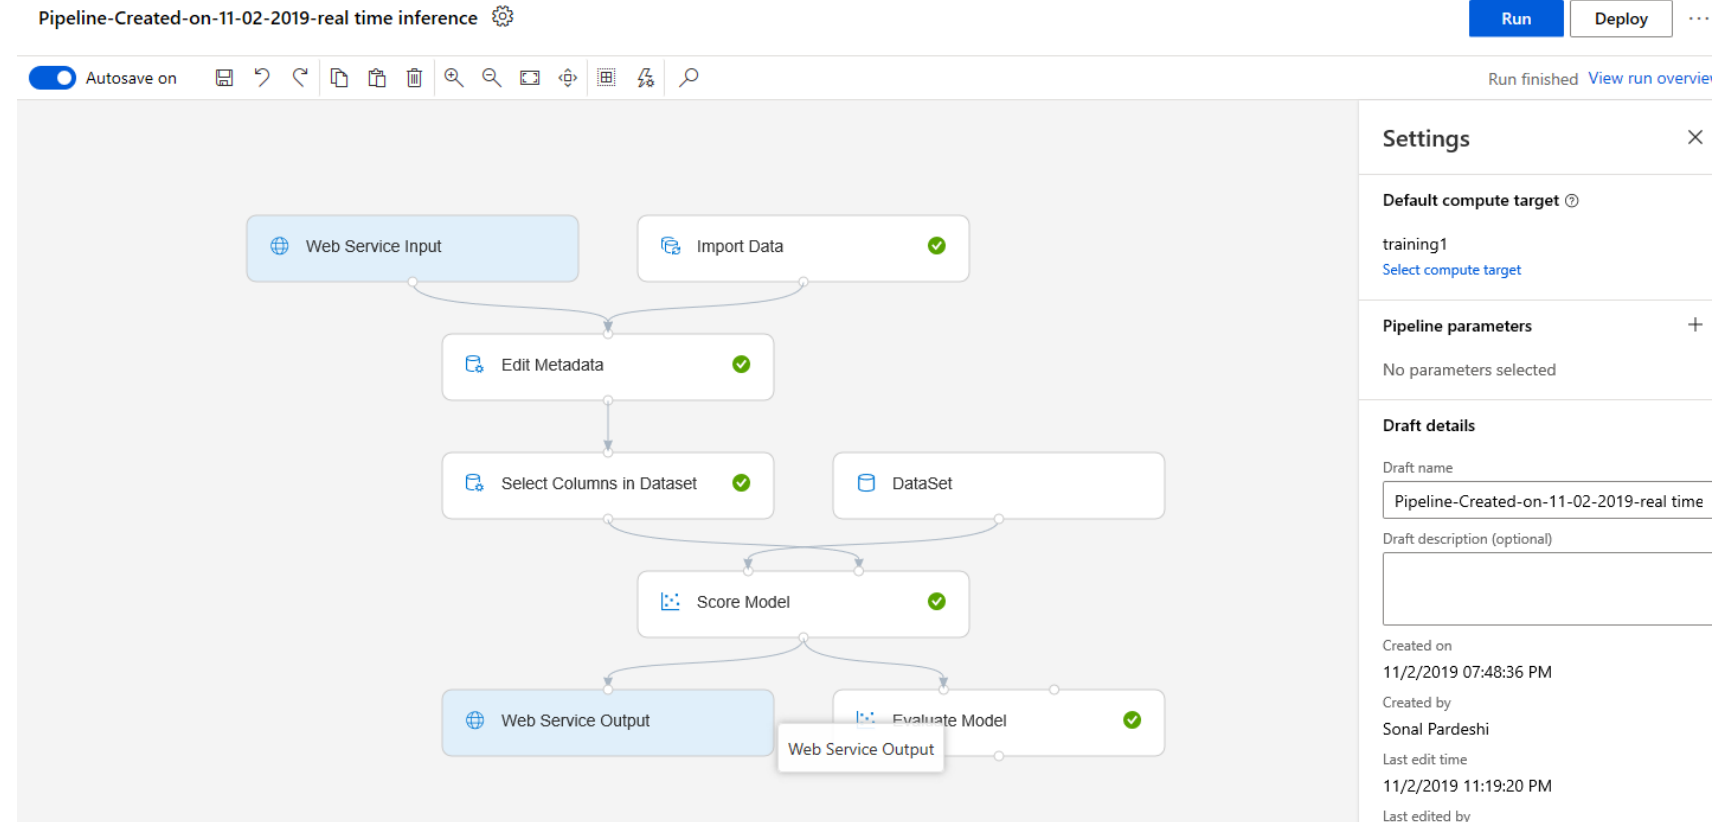 Pipeline-Created-on-11-02-2019-real time inference
Run
Deploy
Autosave on
Run finished View run overview
Settings
Default compute target
training1
Select compute target
Pipeline parameters
No parameters selected
Draft details
Draft name
Pipeline-Created-on-11-02-2019-real time
Draft description (optional)
Created on
11/2/2019 07:48:36 PM
Created by
Sonal Pardeshi
Last edit time
11/2/2019 11:19:20 PM
Last edited by
Web Service Input
Import Data
Edit Metadata
Select Columns in Dataset
DataSet
Score Model
Web Service Output
Evaluate Model
Web Service Output